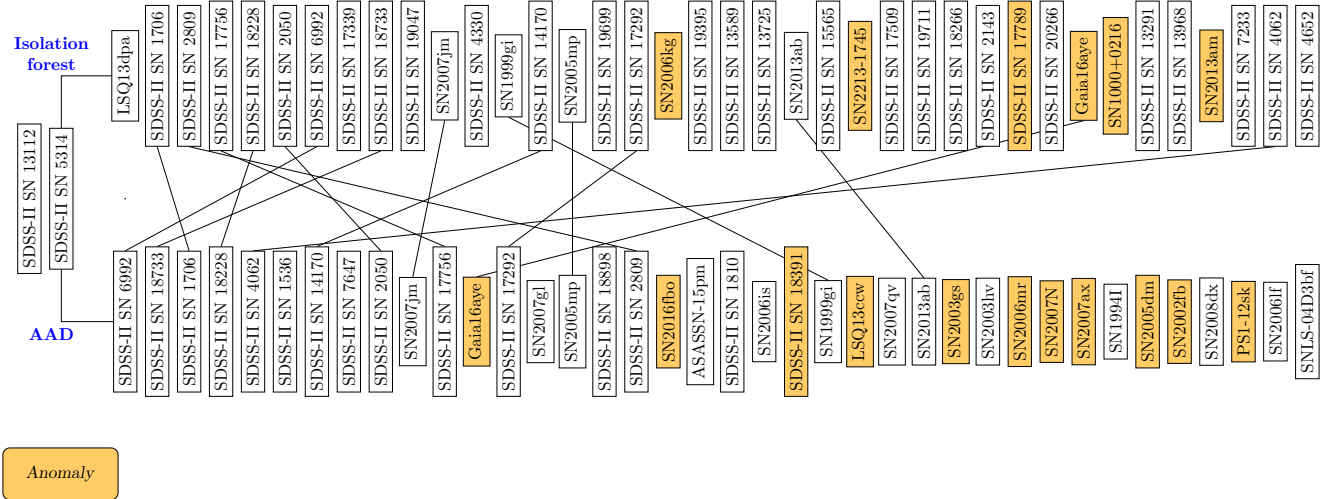 Isolation
forest
LSQ13dpa
SDSS-II SN 1706
SDSS-II SN 2809
SDSS-II SN 17756
SDSS-II SN 18228
SDSS-II SN 2050
SDSS-II SN 6992
SDSS-II SN 17339
SDSS-II SN 18733
SDSS-II SN 19047
SN2007jm
SDSS-II SN 4330
SN1999gi
SDSS-II SN 14170
SN2005mp
SDSS-II SN 19699
SDSS-II SN 17292
SN2006kg
SDSS-II SN 19395
SDSS-II SN 13589
SDSS-II SN 13725
SN2013ab
SDSS-II SN 15565
SN2213-1745
SDSS-II SN 17509
SDSS-II SN 19711
SDSS-II SN 18266
SDSS-II SN 2143
SDSS-II SN 17789
SDSS-II SN 20266
Gaia16aye
SN1000+0216
SDSS-II SN 13291
SDSS-II SN 13968
SN2013am
SDSS-II SN 7233
SDSS-II SN 4062
SDSS-II SN 4652
SDSS-II SN 13112
SDSS-II SN 5314
AAD
SDSS-II SN 6992
SDSS-II SN 18733
SDSS-II SN 1706
SDSS-II SN 18228
SDSS-II SN 4062
SDSS-II SN 1536
SDSS-II SN 14170
SDSS-II SN 7647
SDSS-II SN 2050
SN2007jm
SDSS-II SN 17756
Gaia16aye
SDSS-II SN 17292
SN2007gl
SN2005mp
SDSS-II SN 18898
SDSS-II SN 2809
SN2016fbo
ASASSN-15pm
SDSS-II SN 1810
SN2006is
SDSS-II SN 18391
SN1999gi
LSQ13ccw
SN2007qv
SN2013ab
SN2003gs
SN2003hv
SN2006mr
SN2007N
SN2007ax
SN1994I
SN2005dm
SN2002fb
SN2008dx
PS1-12sk
SN2006lf
SNLS-04D3bf
Anomaly